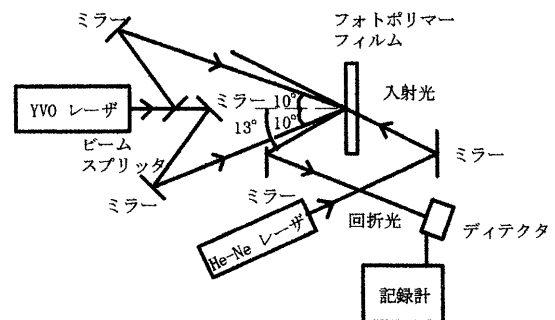 ミラー
フォトポリマー
フィルム
YVO レーザ
ミラー
10°
10°
13°
入射光
ビーム
スプリッタ
ミラー
ミラー
ミラー
回折光
ディテクタ
He-Ne レーザ
記録計